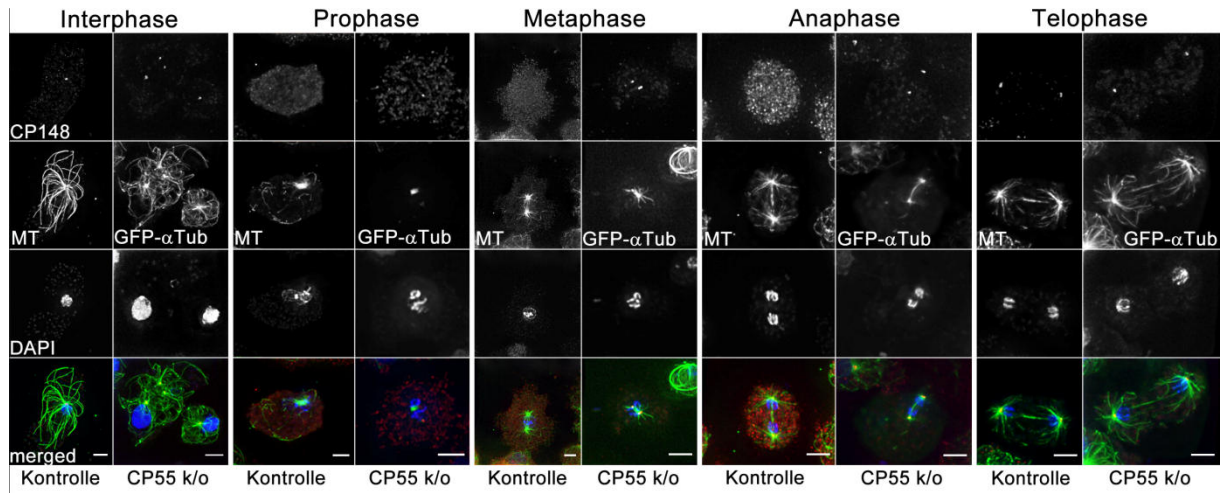 Interphase Prophase Metaphase Anaphase Telophase
CP148
MT GFP-αTub MT GFP-αTub MT GFP-αTub MT GFP-αTub MT GFP-αTub
DAPI
merged
Kontrolle CP55 k/o Kontrolle CP55 k/o Kontrolle CP55 k/o Kontrolle CP55 k/o Kontrolle CP55 k/o